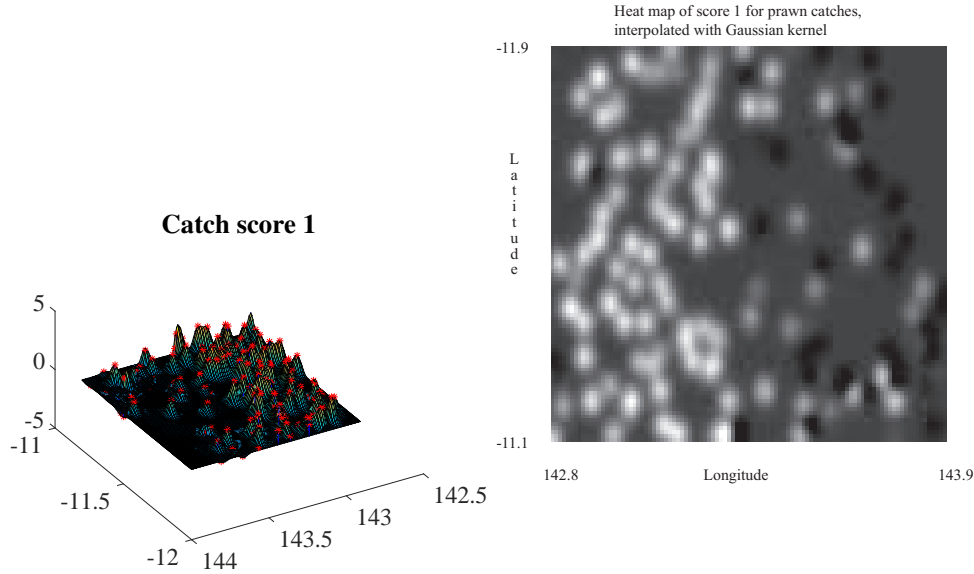 Heat map of score 1 for prawn catches,
interpolated with Gaussian kernel
Catch score 1
5
0
-5
-11
-11.5
-12
144
143.5
143
142.5
-11.9
Latitude
-11.1
142.8
Longitude
143.9